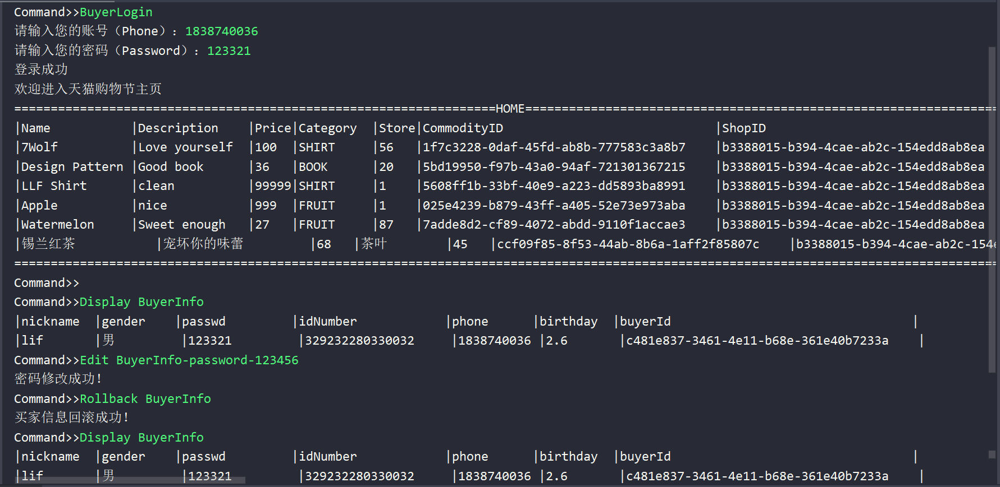 Command>>BuyerLogin
请输入您的账号（Phone）：1838740036
请输入您的密码（Password）：123321
登录成功
欢迎进入天猫购物节主页
==================================================================HOME=================================================================
|Name |Description |Price|Category |Store|CommodityID |ShopID
|7Wolf |Love yourself |100 |SHIRT |56 |1f7c3228-0daf-45fd-ab8b-777583c3a8b7 |b3388015-b394-4cae-ab2c-154edd8ab8ea
|Design Pattern |Good book |36 |BOOK |20 |5bd19950-f97b-43a0-94af-721301367215 |b3388015-b394-4cae-ab2c-154edd8ab8ea
|LLF Shirt |clean |99999|SHIRT |1 |5608ff1b-33bf-40e9-a223-dd5893ba8991 |b3388015-b394-4cae-ab2c-154edd8ab8ea
|Apple |nice |999 |FRUIT |1 |025e4239-b879-43ff-a405-52e73e973aba |b3388015-b394-4cae-ab2c-154edd8ab8ea
|Watermelon |Sweet enough |27 |FRUIT |87 |7adde8d2-cf89-4072-abdd-9110f1accae3 |b3388015-b394-4cae-ab2c-154edd8ab8ea
|锡兰红茶 |宠坏你的味蕾 |68 |茶叶 |45 |ccf09f85-8f53-44ab-8b6a-1aff2f85807c |b3388015-b394-4cae-ab2c-154e
=======================================================================================================================================
Command>>
Command>>Display BuyerInfo
|nickname |gender |passwd |idNumber |phone |birthday |buyerId |
|lif |男 |123321 |329232280330032 |1838740036 |2.6 |c481e837-3461-4e11-b68e-361e40b7233a |
Command>>Edit BuyerInfo-password-123456
密码修改成功！
Command>>Rollback BuyerInfo
买家信息回滚成功！
Command>>Display BuyerInfo
|nickname |gender |passwd |idNumber |phone |birthday |buyerId |
|lif |男 |123321 |329232280330032 |1838740036 |2.6 |c481e837-3461-4e11-b68e-361e40b7233a |